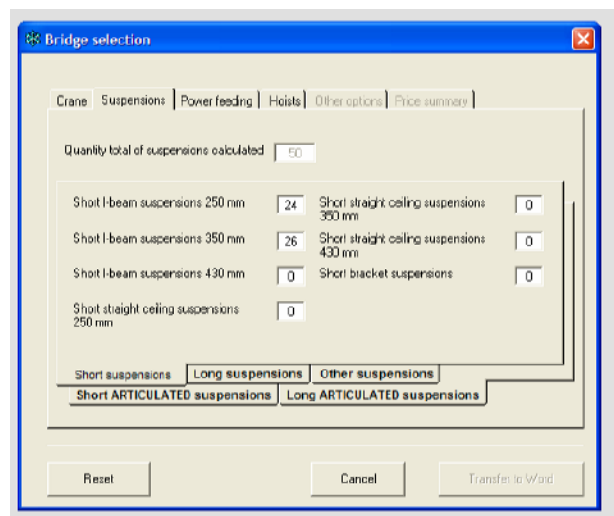 Bridge selection
Crane Suspensions Power feeding Hoists Other options Price summary
Quantity total of suspensions calculated 50
Short I-beam suspensions 250 mm 24
Short straight ceiling suspensions
350 mm 0
Short I-beam suspensions 350 mm 26
Short straight ceiling suspensions
430 mm 0
Short I-beam suspensions 430 mm 0
Short bracket suspensions 0
Short straight ceiling suspensions
250 mm 0
Short suspensions Long suspensions Other suspensions
Short ARTICULATED suspensions Long ARTICULATED suspensions
Reset Cancel Transfer to Word